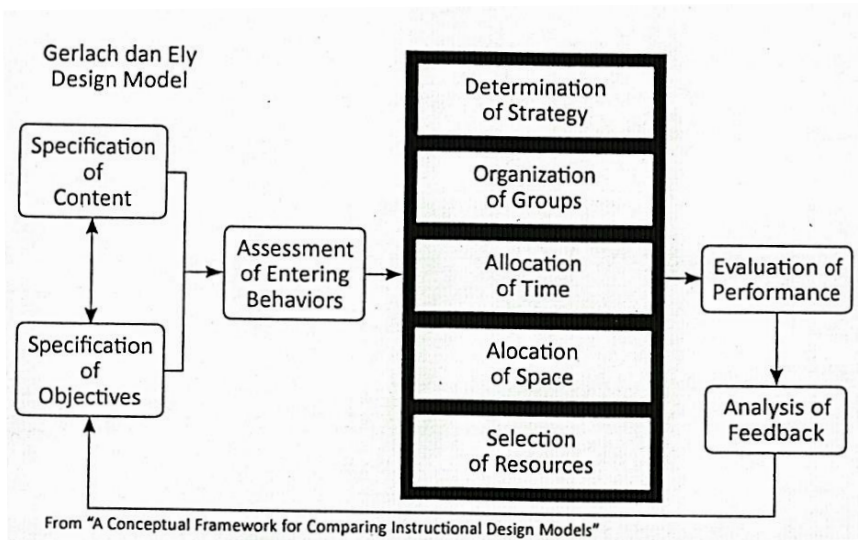 Gerlach dan Ely
Design Model
Specification
of
Content
Specification
of
Objectives
Assessment
of Entering
Behaviors
Determination
of Strategy
Organization
of Groups
Allocation
of Time
Alocation
of Space
Selection
of Resources
Evaluation of
Performance
Analysis of
Feedback
From "A Conceptual Framework for Comparing Instructional Design Models"